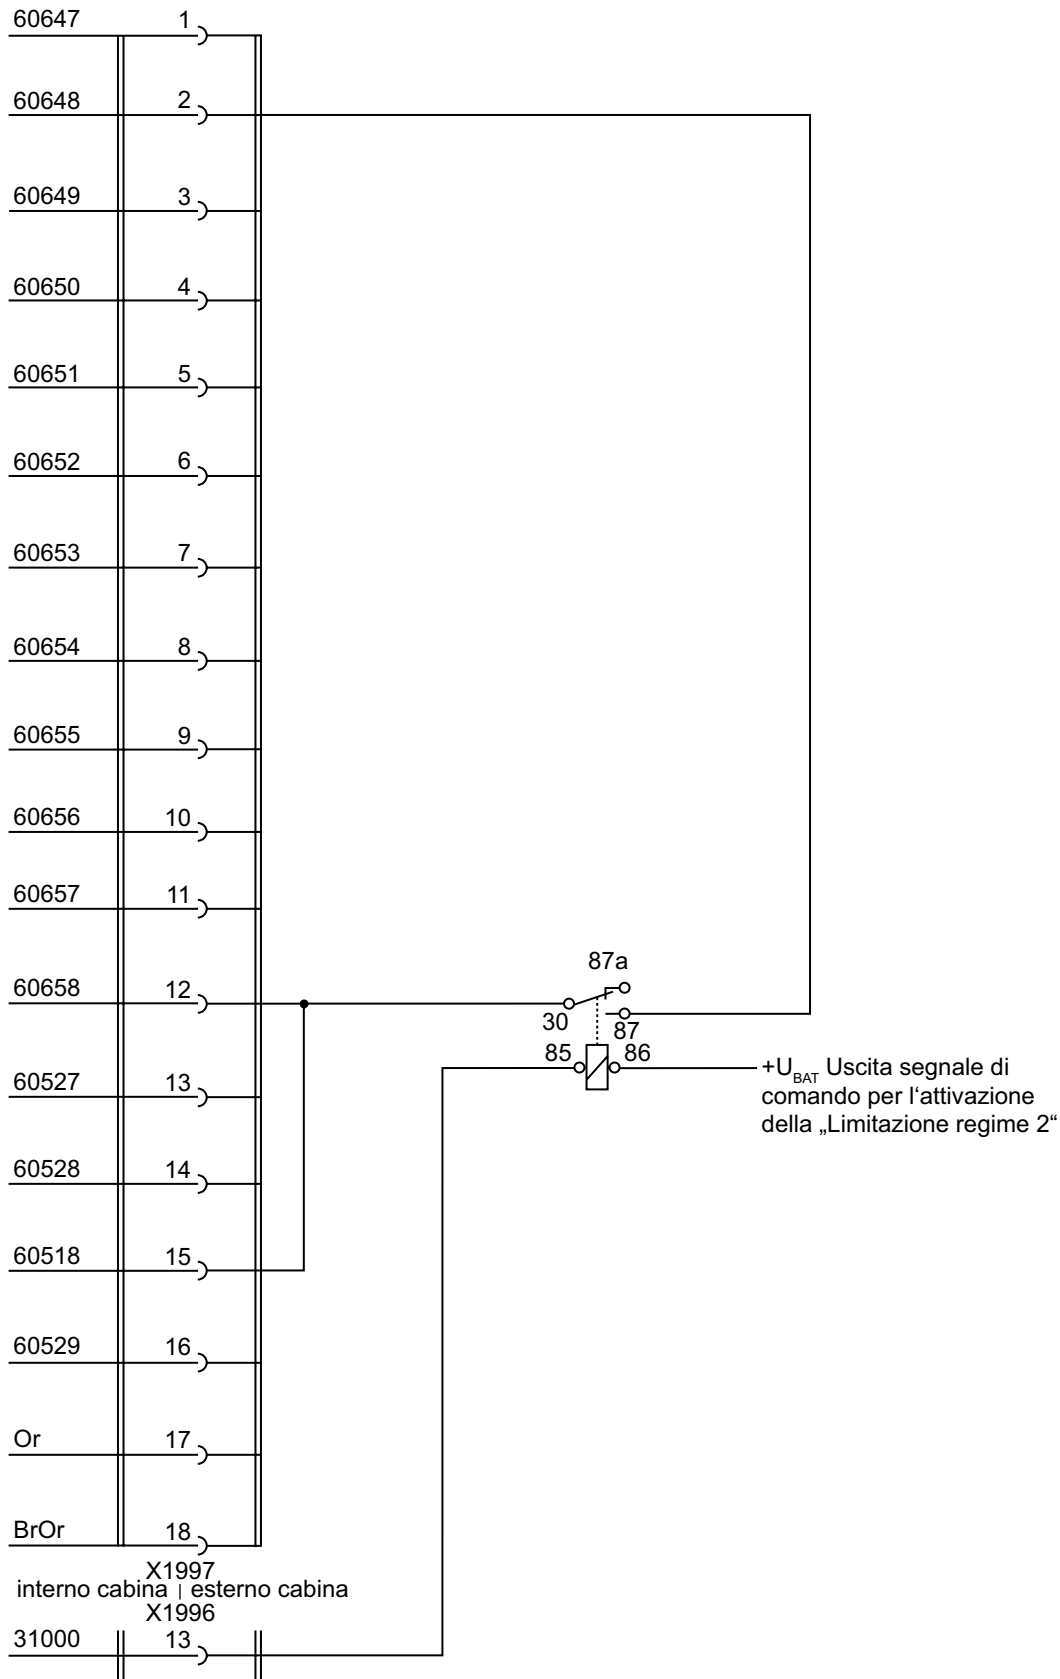 60647 1
60648 2
60649 3
60650 4
60651 5
60652 6
60653 7
60654 8
60655 9
60656 10
60657 11
87a
60658 12
30
87
85 86
+UBAT Uscita segnale di
comando per l‘attivazione
della „Limitazione regime 2“
60527 13
60528 14
60518 15
60529 16
Or 17
BrOr 18
X1997
interno cabina | esterno cabina
X1996
31000 13